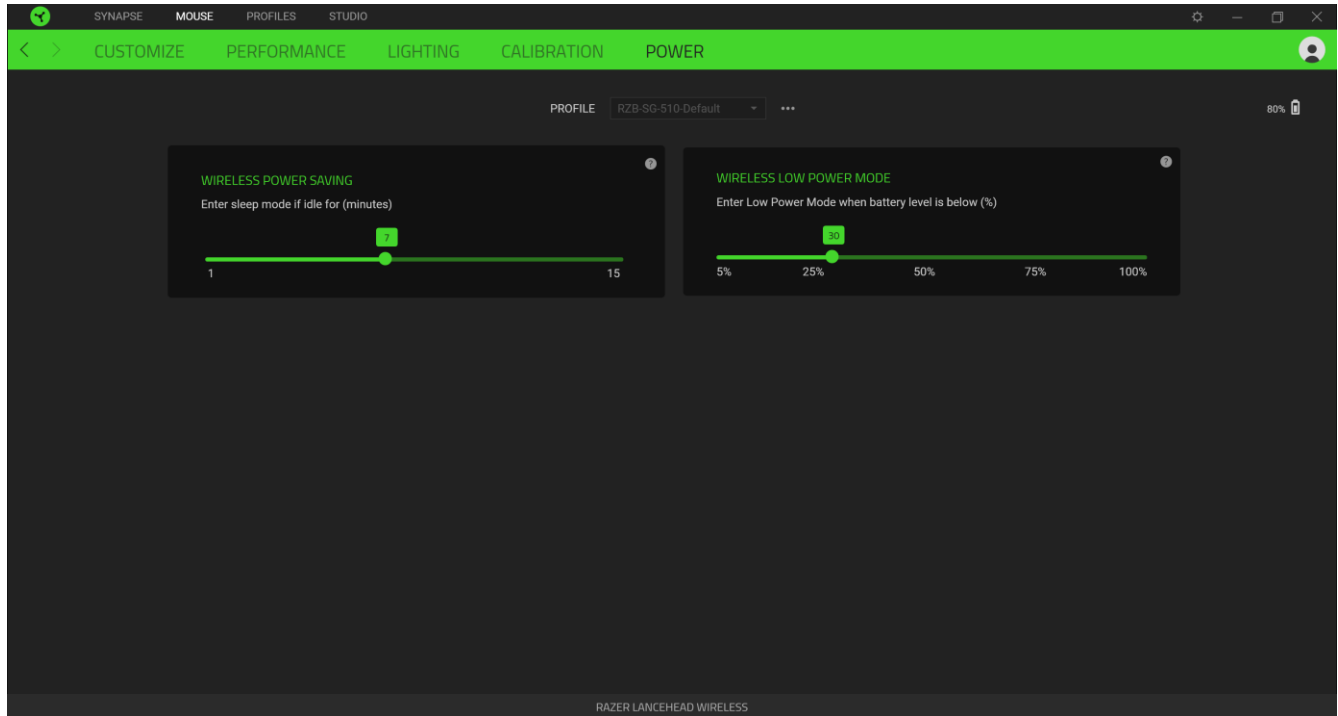 SYNAPSE MOUSE PROFILES STUDIO
CUSTOMIZE PERFORMANCE LIGHTING CALIBRATION POWER
PROFILE RZB-SG-510-Default ••• 80%
WIRELESS POWER SAVING
?
Enter sleep mode if idle for (minutes)
7
1 15
WIRELESS LOW POWER MODE
?
Enter Low Power Mode when battery level is below (%)
30
5% 25% 50% 75% 100%
RAZER LANCEHEAD WIRELESS